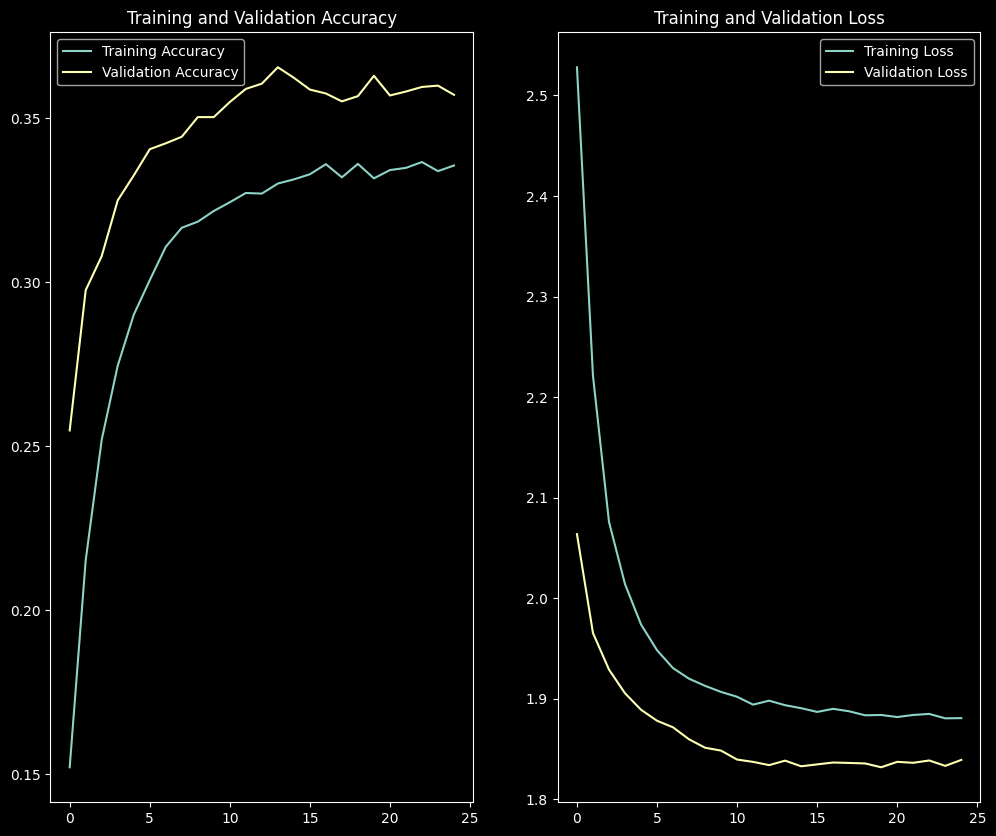 Training and Validation Accuracy
Training Accuracy
Validation Accuracy
0.35
0.30
0.25
0.20
0.15
0 5 10 15 20 25
Training and Validation Loss
Training Loss
Validation Loss
2.5
2.4
2.3
2.2
2.1
2.0
1.9
1.8
0 5 10 15 20 25